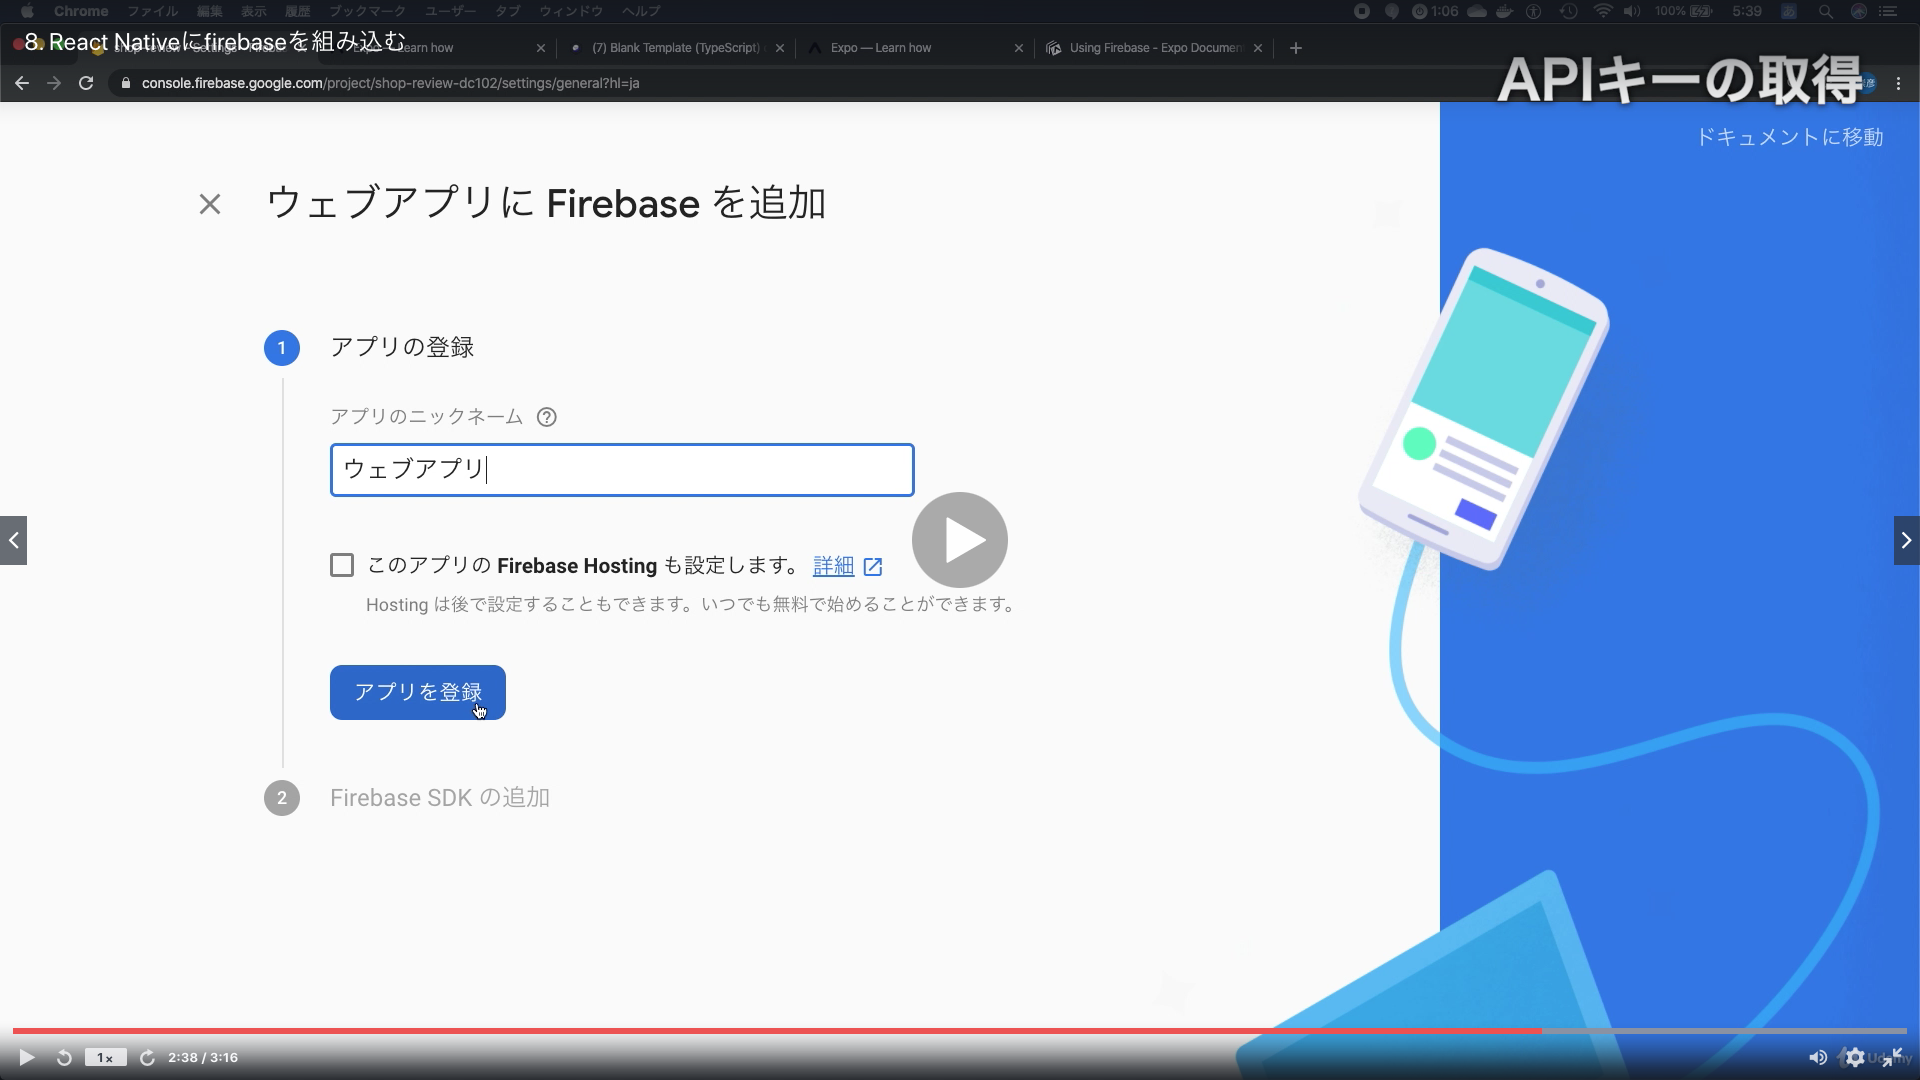 Chrome ファイル 編集 表示 履歴 ブックマーク ユーザー タブ ウィンドウ ヘルプ 1:06 100% 5:39 あ
8. React Nativeにfirebaseを組み込む
Learn how
(7) Blank Template (TypeScript)
Expo — Learn how
Using Firebase - Expo Documen
console.firebase.google.com/project/shop-review-dc102/settings/general?hl=ja
APIキーの取得
ドキュメントに移動
ウェブアプリに Firebase を追加
1 アプリの登録
アプリのニックネーム ?
ウェブアプリ
このアプリの Firebase Hosting も設定します。 詳細
Hosting は後で設定することもできます。いつでも無料で始めることができます。
アプリを登録
2 Firebase SDK の追加
1x 2:38 / 3:16
Udemy